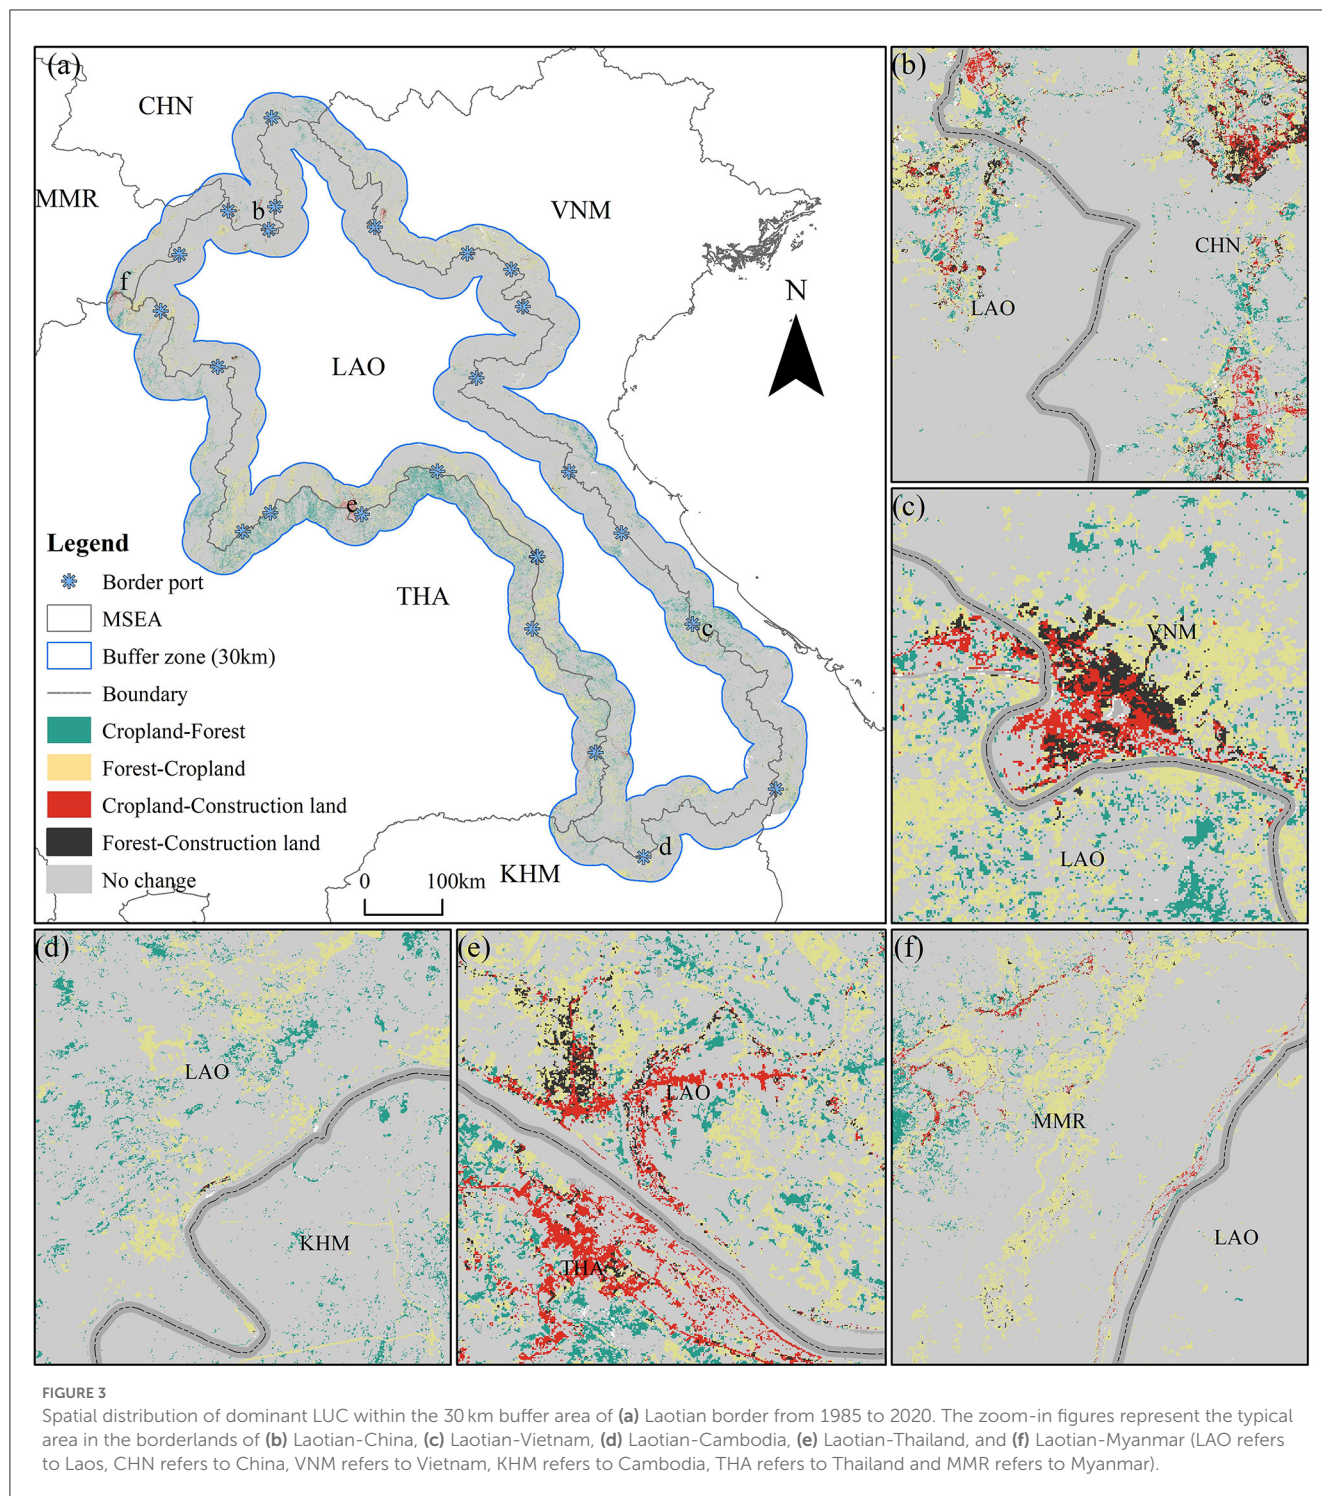 (a)
CHN
MMR
VNM
b
f
N
LAO
e
THA
c
d
KHM
0 100km
Legend
Border port
MSEA
Buffer zone (30km)
Boundary
Cropland-Forest
Forest-Cropland
Cropland-Construction land
Forest-Construction land
No change
(b)
CHN
LAO
(c)
VNM
LAO
(d)
LAO
KHM
(e)
LAO
THA
(f)
MMR
LAO
FIGURE 3
Spatial distribution of dominant LUC within the 30 km buffer area of (a) Laotian border from 1985 to 2020. The zoom-in figures represent the typical
area in the borderlands of (b) Laotian-China, (c) Laotian-Vietnam, (d) Laotian-Cambodia, (e) Laotian-Thailand, and (f) Laotian-Myanmar (LAO refers
to Laos, CHN refers to China, VNM refers to Vietnam, KHM refers to Cambodia, THA refers to Thailand and MMR refers to Myanmar).